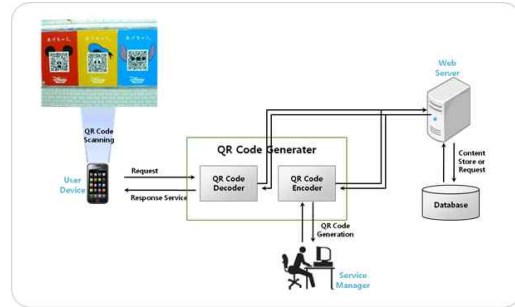 QR Code
Scanning
User
Device
Request
Response Service
QR Code Generater
QR Code
Decoder
QR Code
Encoder
QR Code
Generation
Service
Manager
Web
Server
Content
Store or
Request
Database